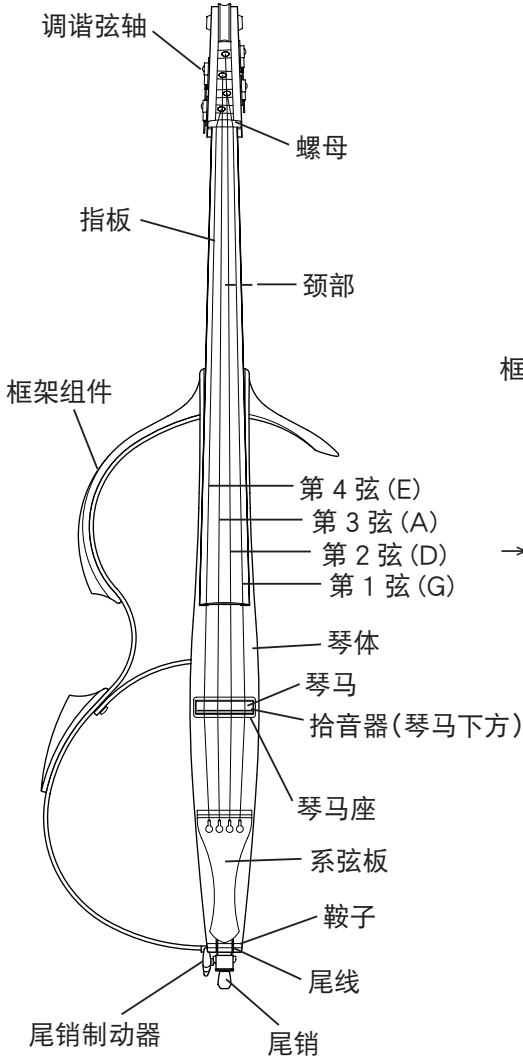 调谐弦轴
螺母
指板
颈部
框
框架组件
第 4 弦 (E)
第 3 弦 (A)
第 2 弦 (D)
→
第 1 弦 (G)
琴体
琴马
拾音器(琴马下方)
琴马座
系弦板
鞍子
尾线
尾销制动器
尾销